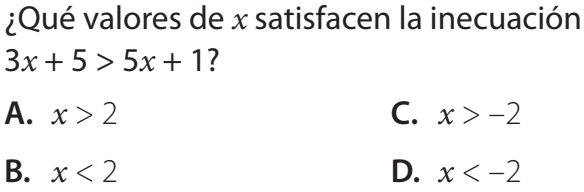 ¿Qué valores de x satisfacen la inecuación
3x + 5 > 5x + 1?
A. x > 2
C. x > −2
B. x < 2
D. x < −2